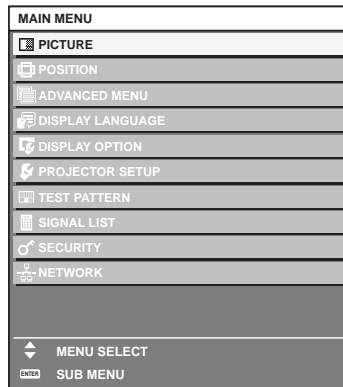 MAIN MENU
PICTURE
POSITION
ADVANCED MENU
DISPLAY LANGUAGE
DISPLAY OPTION
PROJECTOR SETUP
TEST PATTERN
SIGNAL LIST
SECURITY
NETWORK
MENU SELECT
ENTER SUB MENU